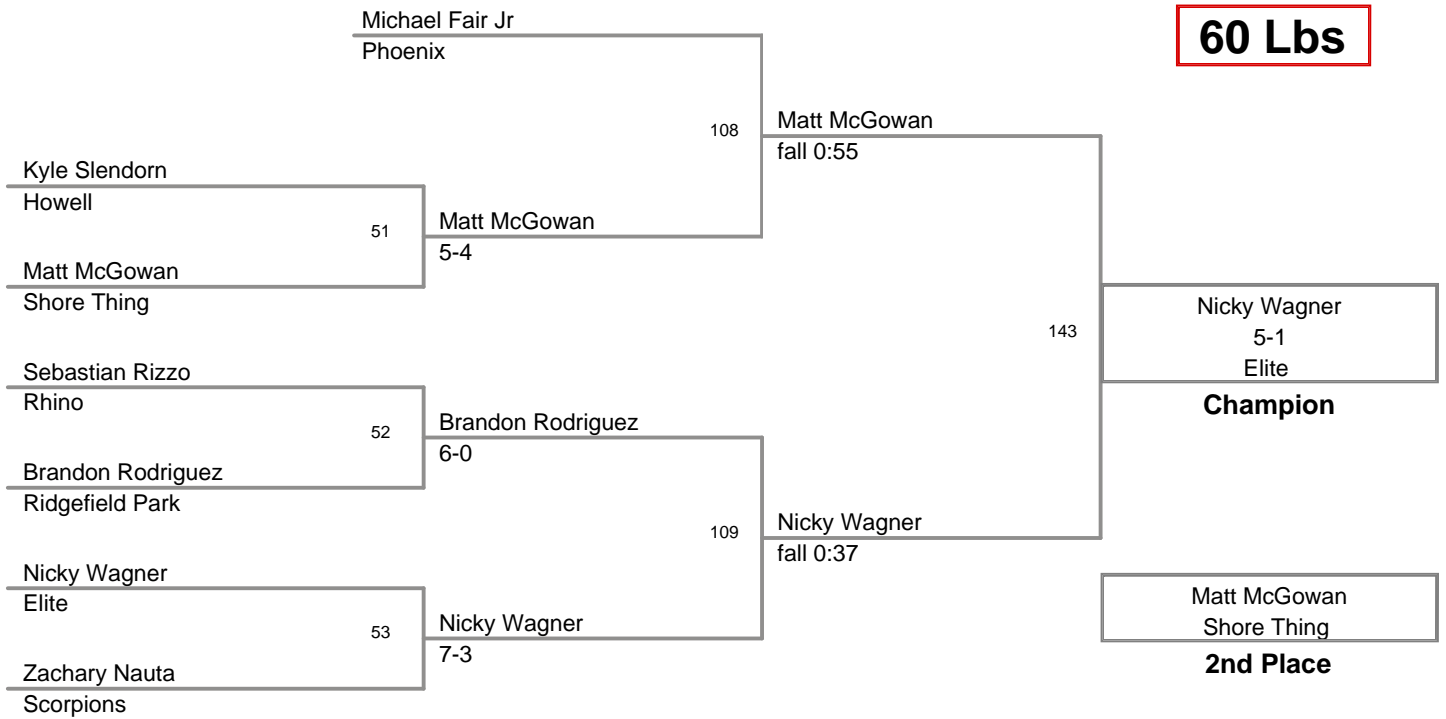 Michael Fair Jr
Phoenix
60 Lbs
108
Matt McGowan
fall 0:55
Kyle Slendorn
Howell
51
Matt McGowan
5-4
Matt McGowan
Shore Thing
143
Nicky Wagner
5-1
Elite
Champion
Sebastian Rizzo
Rhino
52
Brandon Rodriguez
6-0
Brandon Rodriguez
Ridgefield Park
109
Nicky Wagner
fall 0:37
Nicky Wagner
Elite
53
Nicky Wagner
7-3
Zachary Nauta
Scorpions
Matt McGowan
Shore Thing
2nd Place